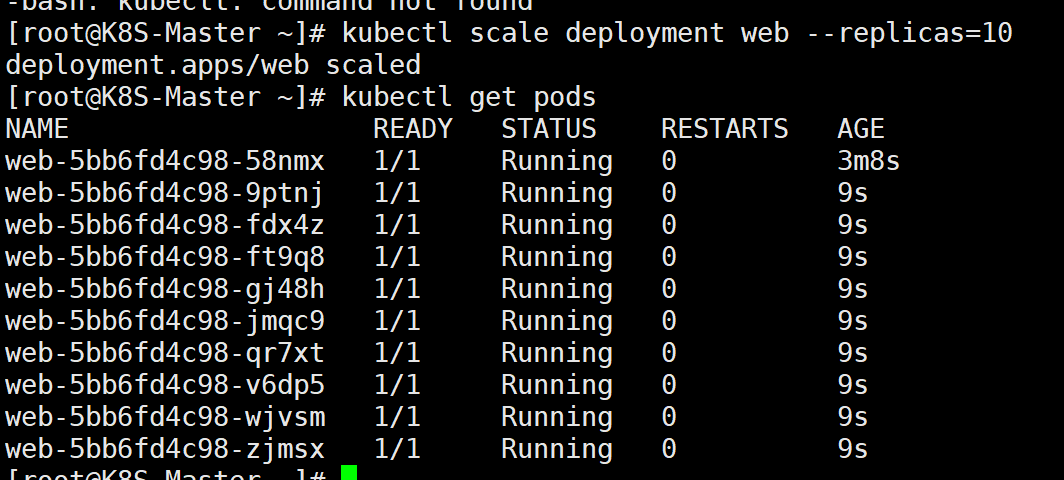 -bash: kubectl: command not found
[root@K8S-Master ~]# kubectl scale deployment web --replicas=10
deployment.apps/web scaled
[root@K8S-Master ~]# kubectl get pods
NAME READY STATUS RESTARTS AGE
web-5bb6fd4c98-58nmx 1/1 Running 0 3m8s
web-5bb6fd4c98-9ptnj 1/1 Running 0 9s
web-5bb6fd4c98-fdx4z 1/1 Running 0 9s
web-5bb6fd4c98-ft9q8 1/1 Running 0 9s
web-5bb6fd4c98-gj48h 1/1 Running 0 9s
web-5bb6fd4c98-jmqc9 1/1 Running 0 9s
web-5bb6fd4c98-qr7xt 1/1 Running 0 9s
web-5bb6fd4c98-v6dp5 1/1 Running 0 9s
web-5bb6fd4c98-wjvsm 1/1 Running 0 9s
web-5bb6fd4c98-zjmsx 1/1 Running 0 9s
[root@K8S-Master ~]#